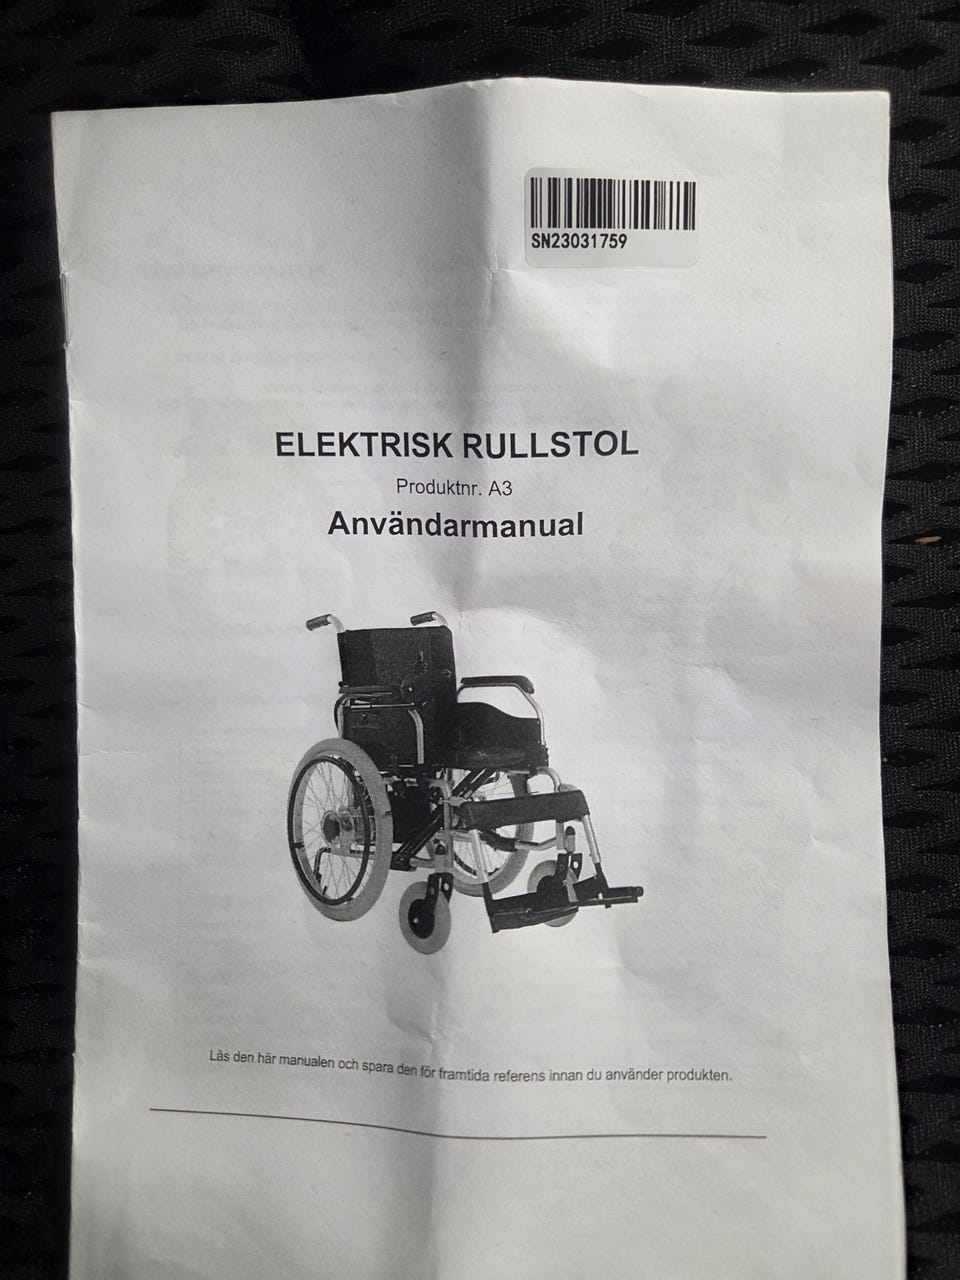 SN23031759
ELEKTRISK RULLSTOL
Produktnr. A3
Användarmanual
Läs den här manualen och spara den för framtida referens innan du använder produkten.